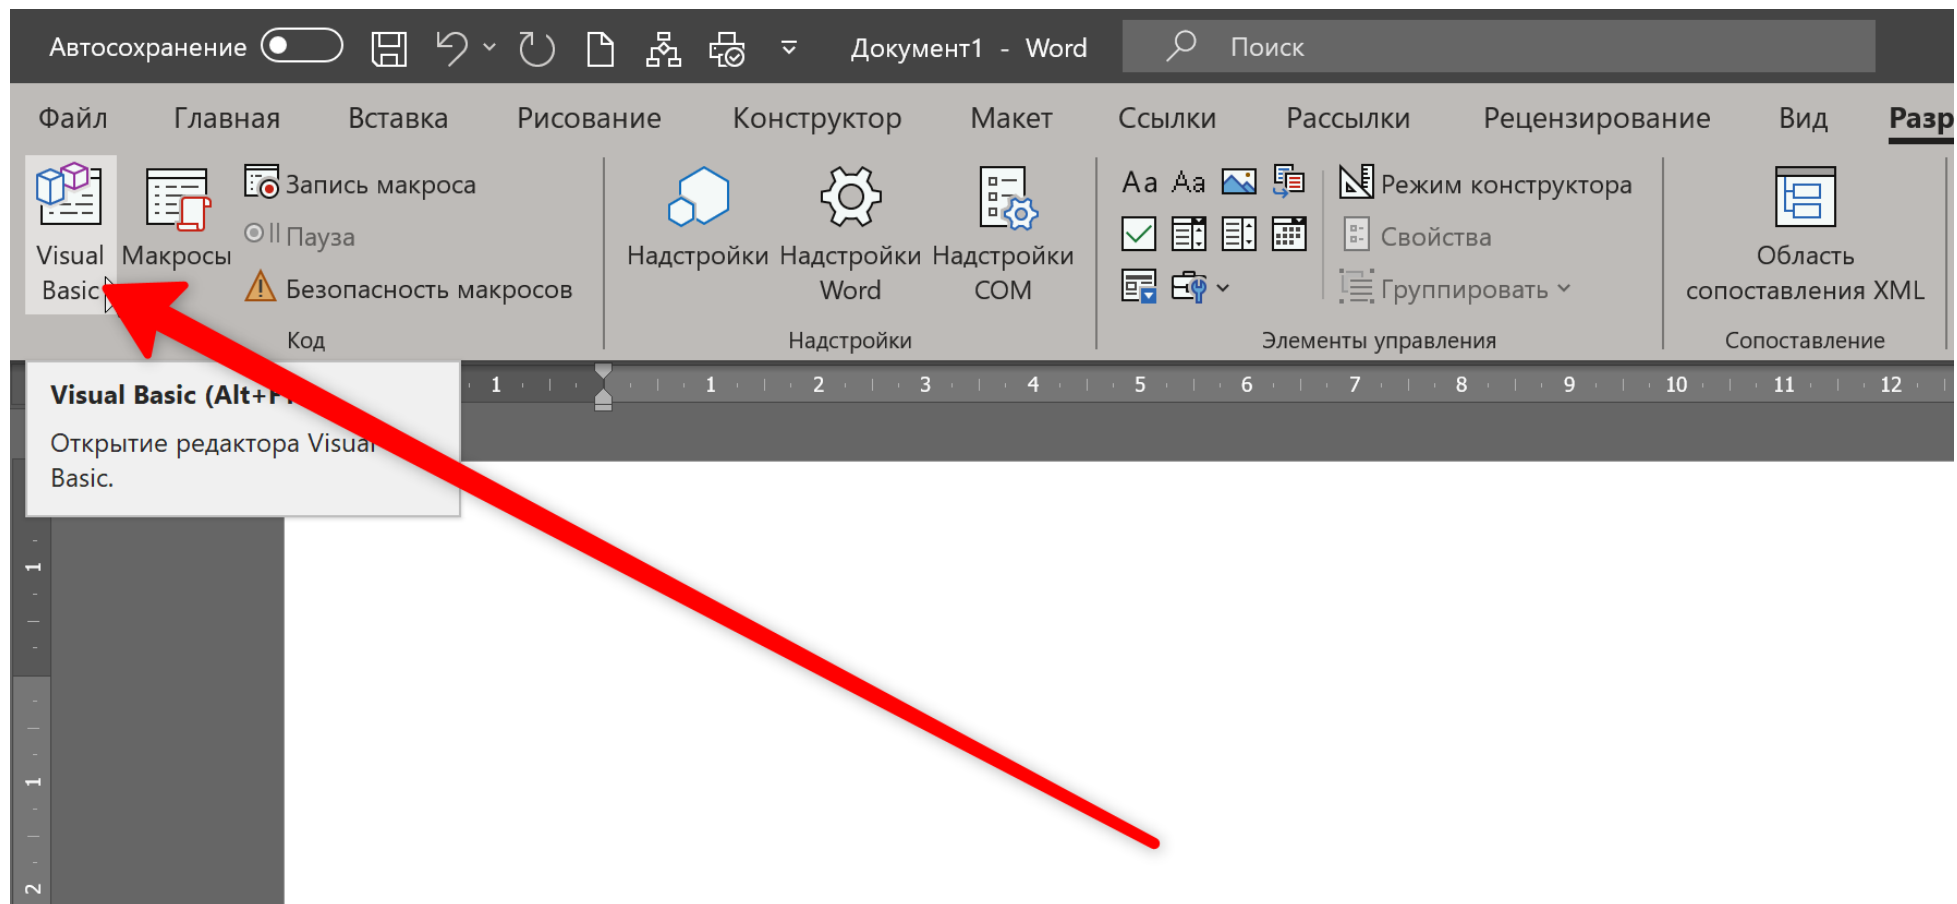 Автосохранение
Документ1 - Word
Поиск
Файл Главная Вставка Рисование Конструктор Макет Ссылки Рассылки Рецензирование Вид Разр
Visual
Basic
Макросы
Запись макроса
Пауза
Безопасность макросов
Код
Надстройки
Надстройки
Word
Надстройки
COM
Надстройки
Aa Aa
Режим конструктора
Свойства
Группировать
Элементы управления
Область
сопоставления XML
Сопоставление
1 1 2 3 4 5 6 7 8 9 10 11 12
Visual Basic (Alt+F
Открытие редактора Visual
Basic.
1
1
2